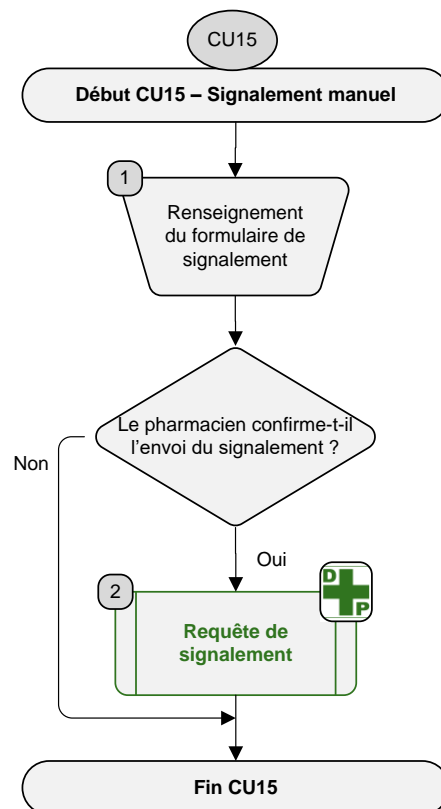 CU15
Début CU15 – Signalement manuel
1
Renseignement
du formulaire de
signalement
Le pharmacien confirme-t-il
l'envoi du signalement ?
Non
Oui
2
D
P
Requête de
signalement
Fin CU15